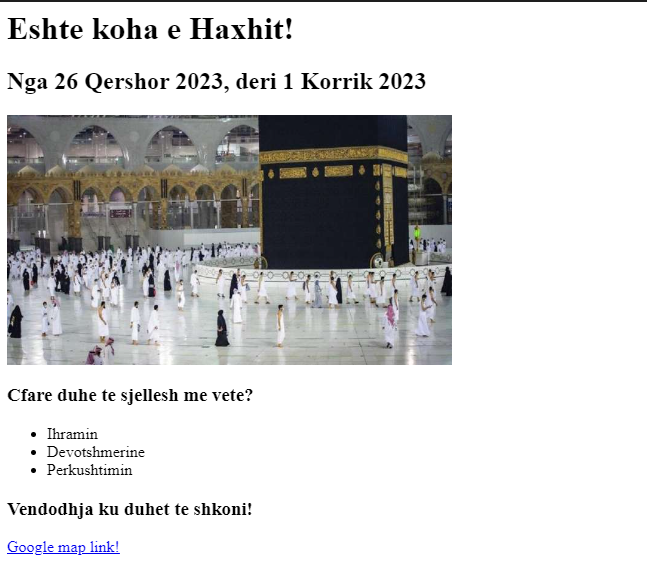 Eshte koha e Haxhit!
Nga 26 Qershor 2023, deri 1 Korrik 2023
Cfare duhe te sjellesh me vete?
Ihramin
Devotshmerine
Perkushtimin
Vendodhja ku duhet te shkoni!
Google map link!